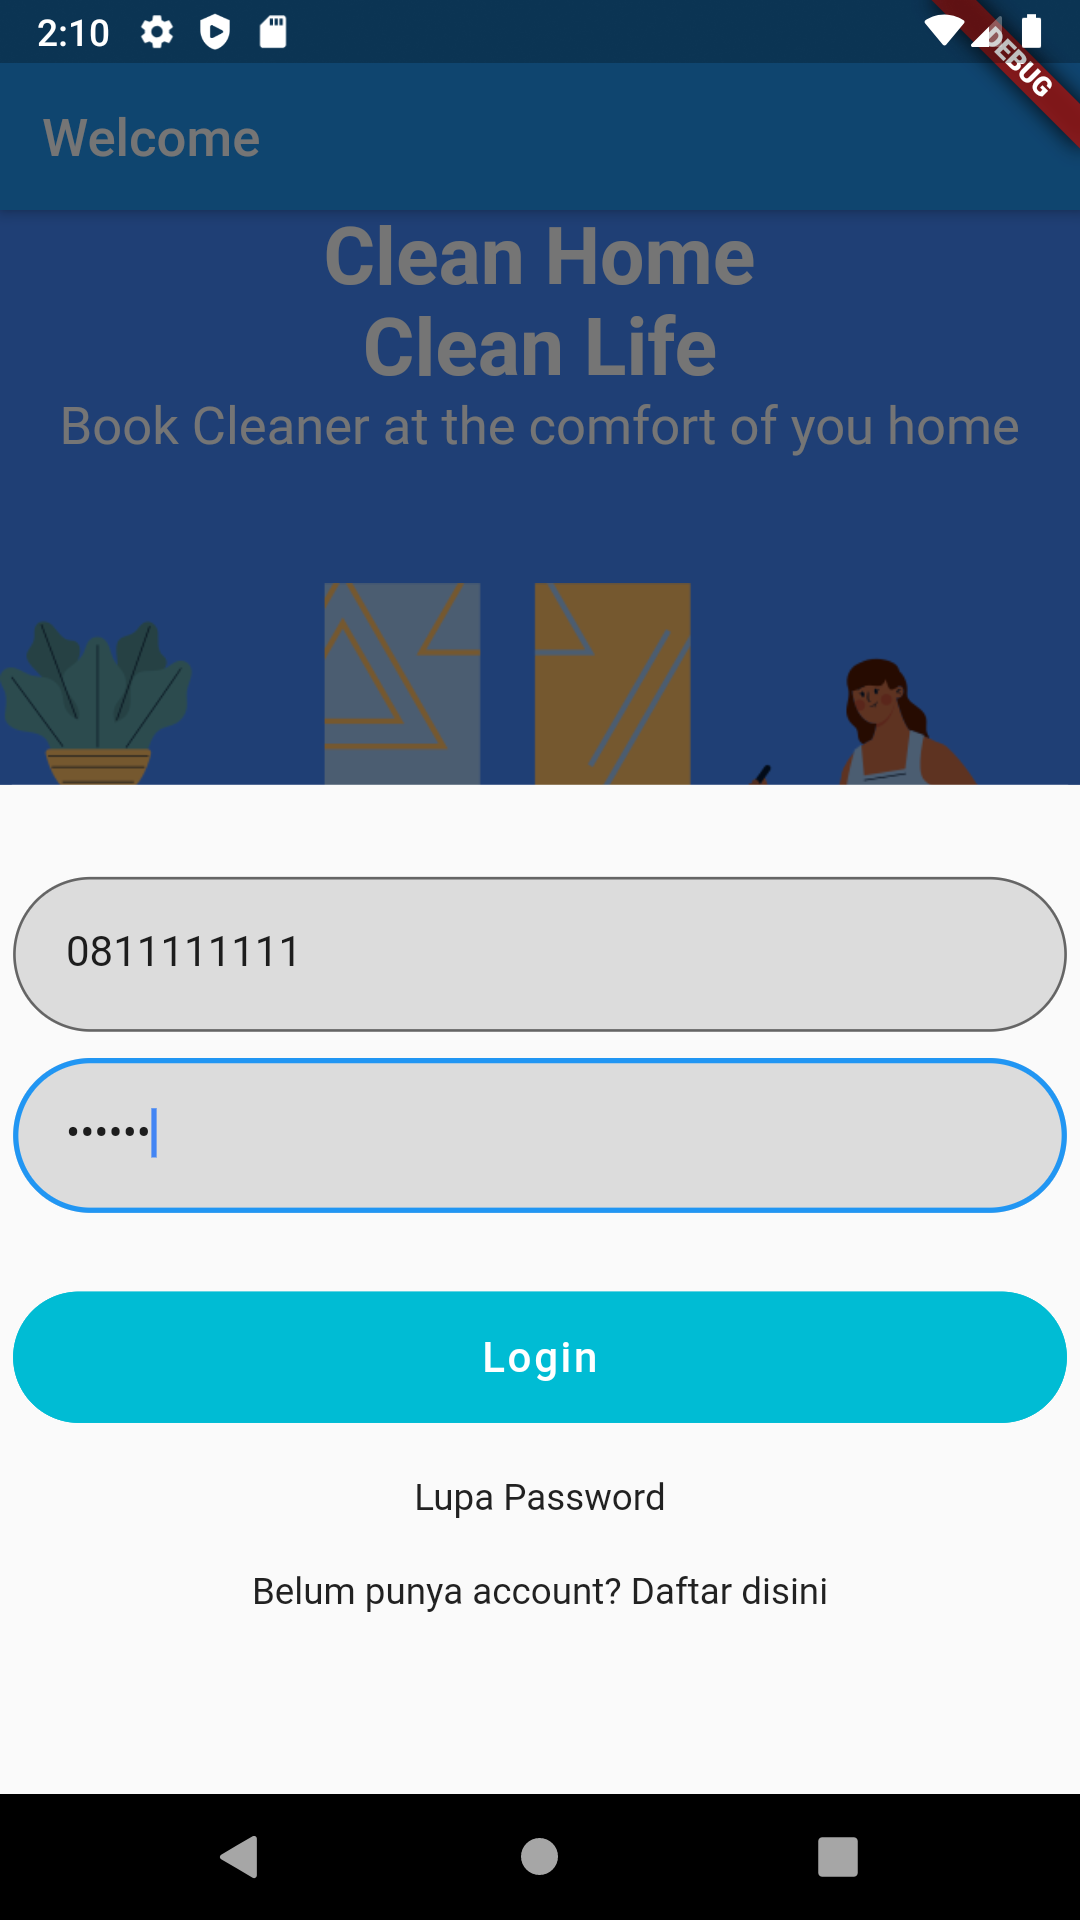 2:10
DEBUG
Welcome
Clean Home
Clean Life
Book Cleaner at the comfort of you home
0811111111
••••••
Login
Lupa Password
Belum punya account? Daftar disini